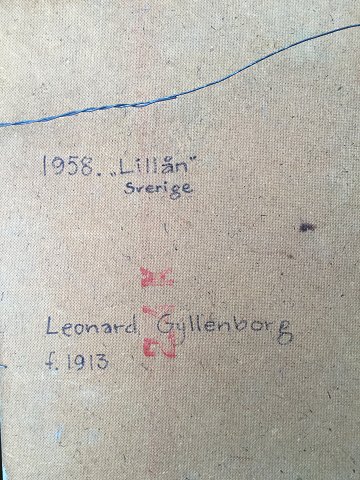 1958. „Lillån"
Sverige
Leonard Gyllenborg
f. 1913